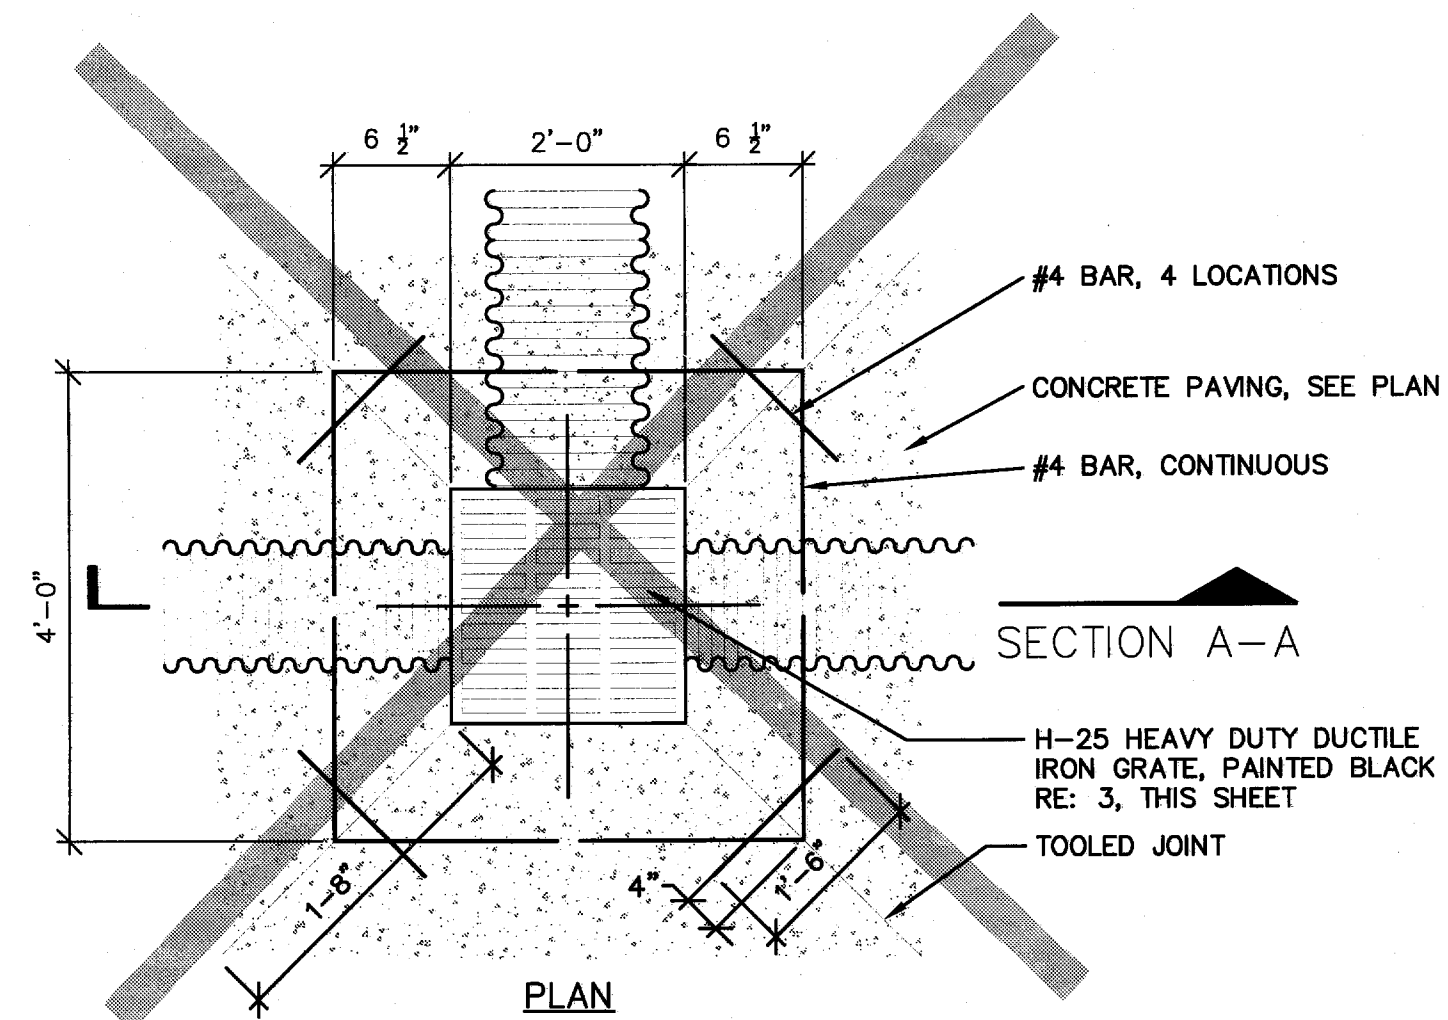 6 ½" 2'-0" 6 ½"
#4 BAR, 4 LOCATIONS
CONCRETE PAVING, SEE PLAN
#4 BAR, CONTINUOUS
4'-0"
SECTION A-A
H-25 HEAVY DUTY DUCTILE
IRON GRATE, PAINTED BLACK
RE: 3, THIS SHEET
TOOLED JOINT
1-8"
4"
1'-6"
PLAN